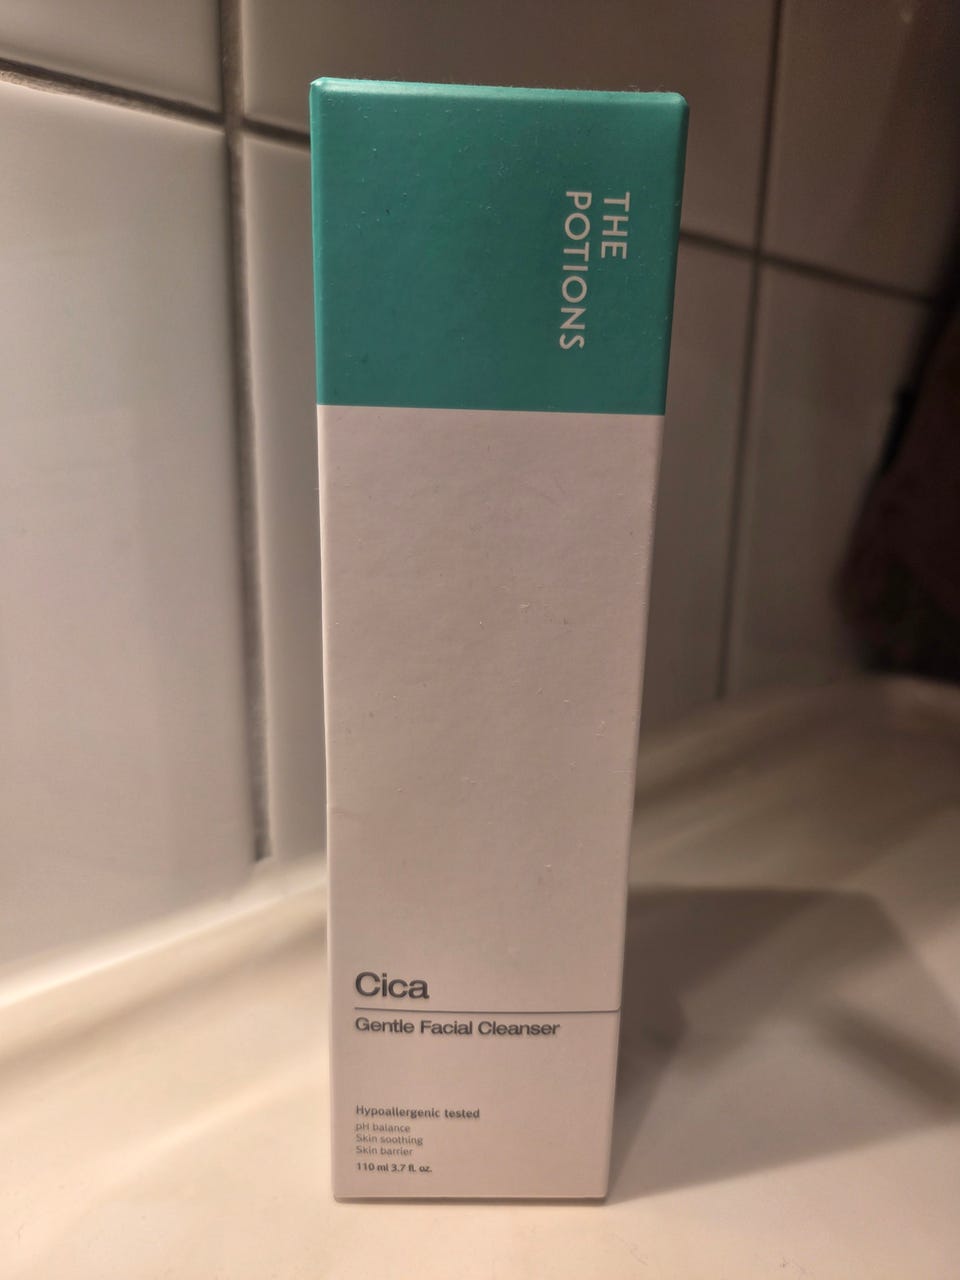 THE
POTIONS
Cica
Gentle Facial Cleanser
Hypoallergenic tested
pH balance
Skin soothing
Skin barrier
110 ml 3.7 fl. oz.